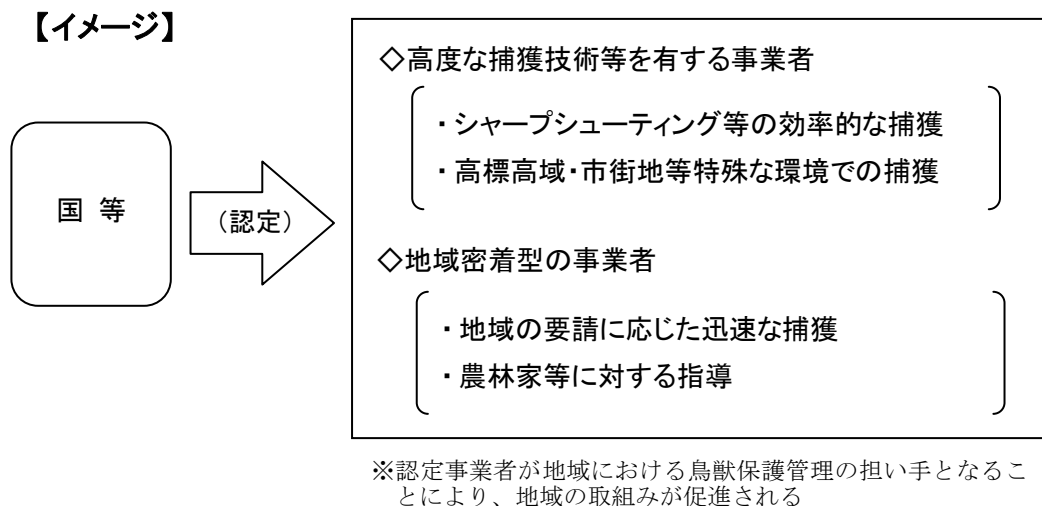 【イメージ】
◇高度な捕獲技術等を有する事業者
・シャープシューティング等の効率的な捕獲
・高標高域・市街地等特殊な環境での捕獲
国 等
(認定)
◇地域密着型の事業者
・地域の要請に応じた迅速な捕獲
・農林家等に対する指導
※認定事業者が地域における鳥獣保護管理の担い手となるこ
とにより、地域の取組みが促進される